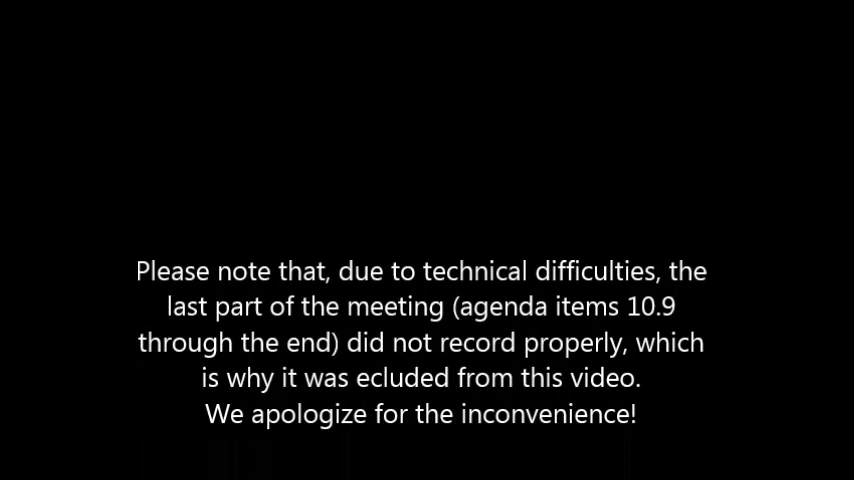 Please note that, due to technical difficulties, the
last part of the meeting (agenda items 10.9
through the end) did not record properly, which
is why it was ecluded from this video.
We apologize for the inconvenience!